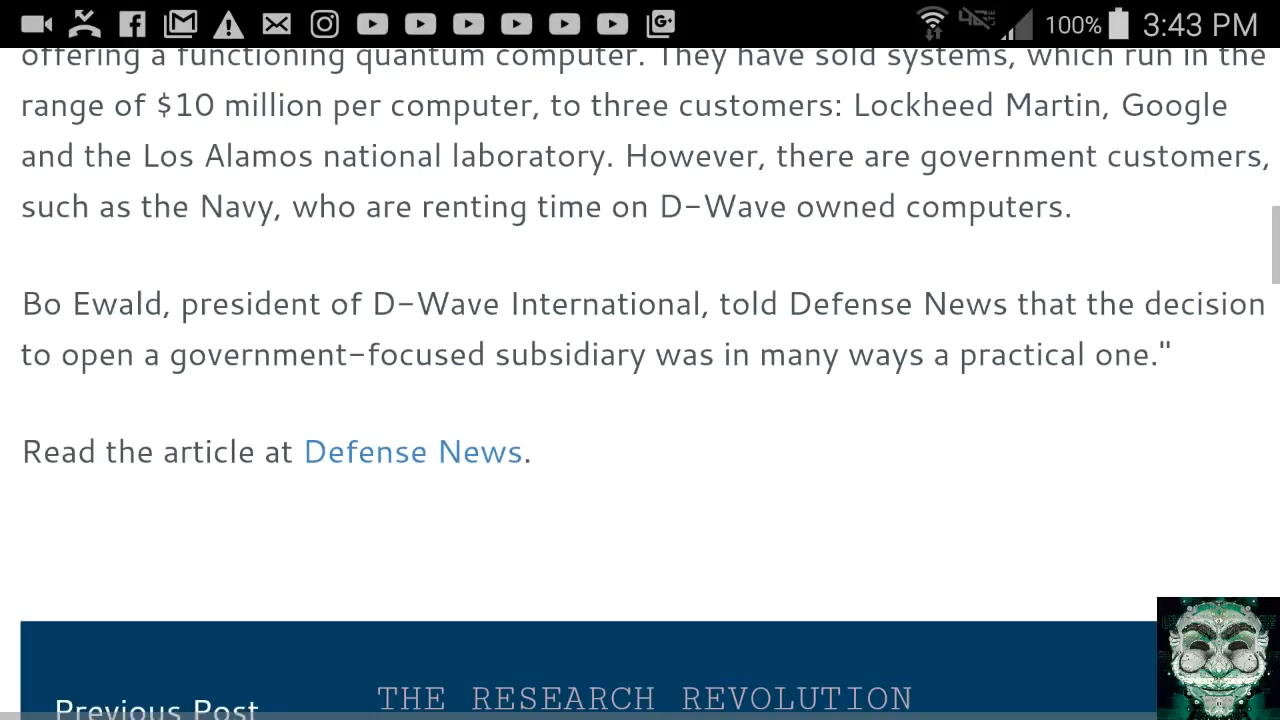 100% 3:43 PM
offering a functioning quantum computer. They have sold systems, which run in the
range of $10 million per computer, to three customers: Lockheed Martin, Google
and the Los Alamos national laboratory. However, there are government customers,
such as the Navy, who are renting time on D-Wave owned computers.
Bo Ewald, president of D-Wave International, told Defense News that the decision
to open a government-focused subsidiary was in many ways a practical one."
Read the article at Defense News.
THE RESEARCH REVOLUTION
Previous Post